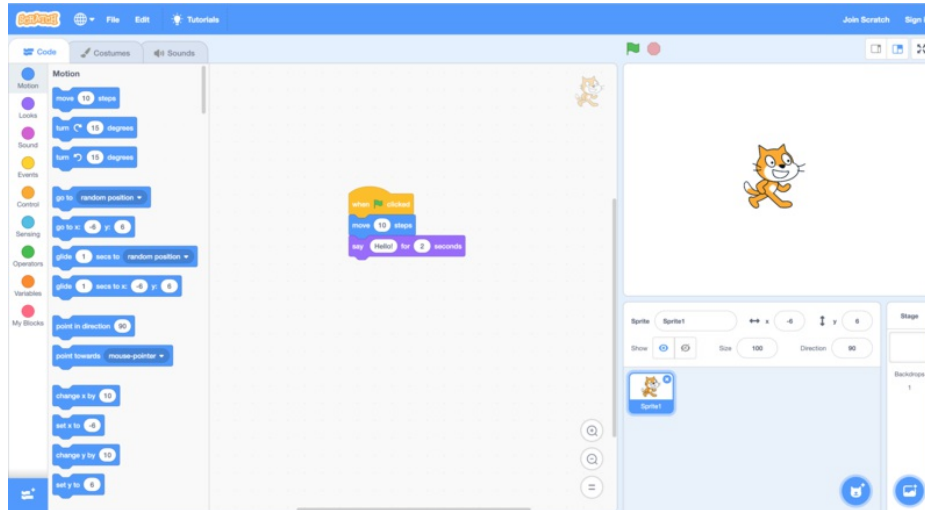 SCRATCH File Edit Tutorials Join Scratch Sign
Code Costumes Sounds
Motion
Looks
Sound
Events
Control
Sensing
Operators
Variables
My Blocks
Motion
move 10 steps
turn 15 degrees
turn 15 degrees
go to random position
go to x: -6 y: 6
glide 1 secs to random position
glide 1 secs to x: -6 y: 6
point in direction 90
point towards mouse-pointer
change x by 10
set x to -6
change y by 10
set y to 6
when clicked
move 10 steps
say Hello! for 2 seconds
Sprite Sprite1 x -6 y 6
Show Size 100 Direction 90
Sprite1
Stage
Backdrops
1